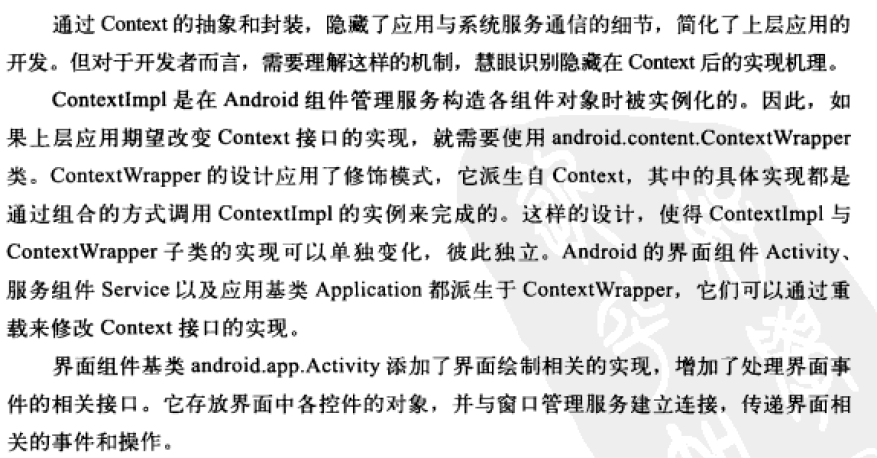 通过 Context 的抽象和封装，隐藏了应用与系统服务通信的细节，简化了上层应用的
开发。但对于开发者而言，需要理解这样的机制，慧眼识别隐藏在 Context 后的实现机理。
ContextImpl 是在 Android 组件管理服务构造各组件对象时被实例化的。因此，如
果上层应用期望改变 Context 接口的实现，就需要使用 android.content.ContextWrapper
类。ContextWrapper 的设计应用了修饰模式，它派生自 Context，其中的具体实现都是
通过组合的方式调用 ContextImpl 的实例来完成的。这样的设计，使得 ContextImpl 与
ContextWrapper 子类的实现可以单独变化，彼此独立。Android 的界面组件 Activity、
服务组件 Service 以及应用基类 Application 都派生于 ContextWrapper，它们可以通过重
载来修改 Context 接口的实现。
界面组件基类 android.app.Activity 添加了界面绘制相关的实现，增加了处理界面事
件的相关接口。它存放界面中各控件的对象，并与窗口管理服务建立连接，传递界面相
关的事件和操作。